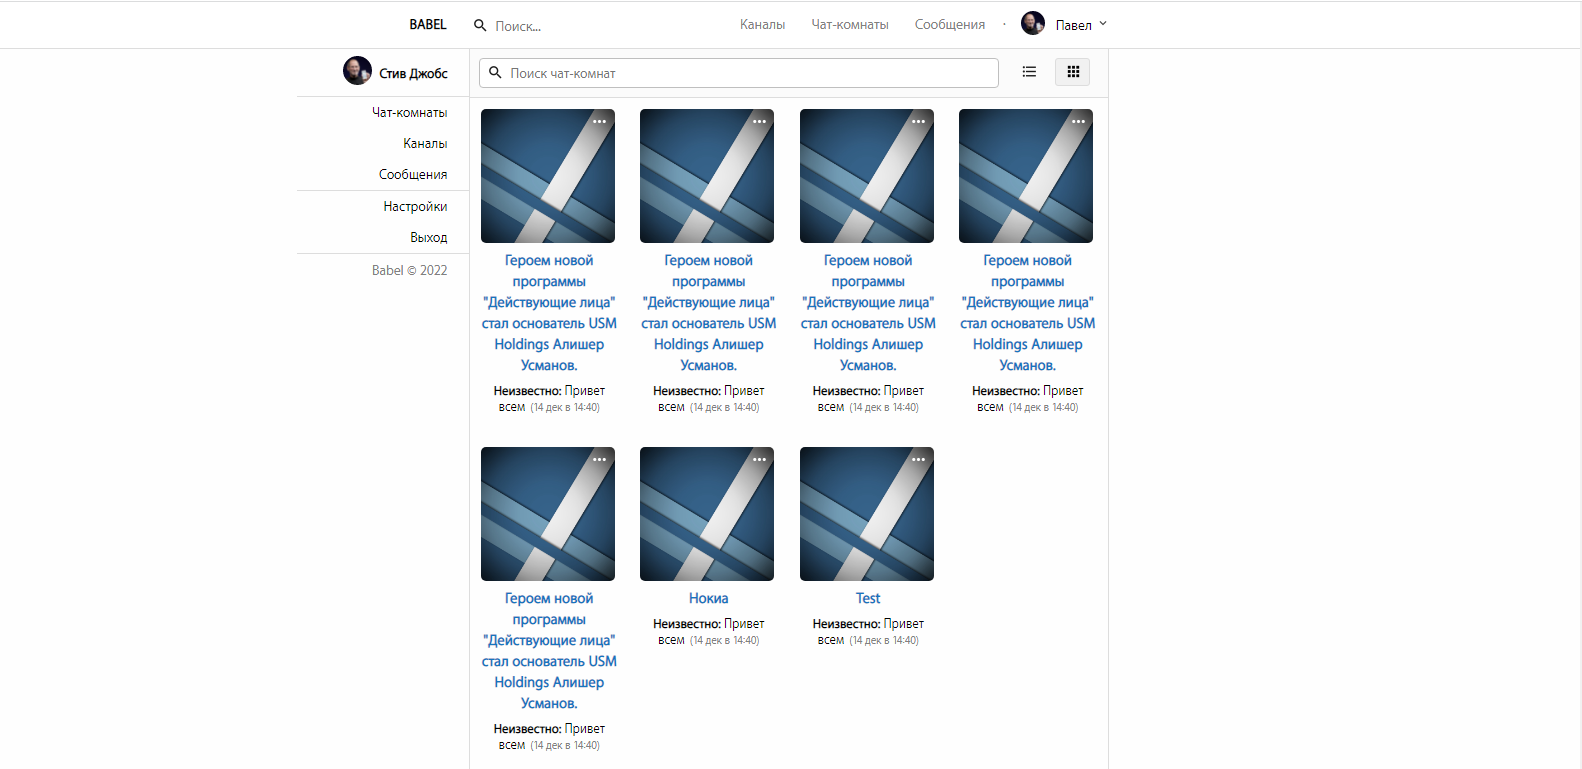 BABEL
Поиск...
Каналы
Чат-комнаты
Сообщения
Павел
Стив Джобс
Чат-комнаты
Каналы
Сообщения
Настройки
Выход
Babel © 2022
Поиск чат-комнат
Героем новой
программы
"Действующие лица"
стал основатель USM
Holdings Алишер
Усманов.
Неизвестно: Привет
всем (14 дек в 14:40)
Героем новой
программы
"Действующие лица"
стал основатель USM
Holdings Алишер
Усманов.
Неизвестно: Привет
всем (14 дек в 14:40)
Героем новой
программы
"Действующие лица"
стал основатель USM
Holdings Алишер
Усманов.
Неизвестно: Привет
всем (14 дек в 14:40)
Героем новой
программы
"Действующие лица"
стал основатель USM
Holdings Алишер
Усманов.
Неизвестно: Привет
всем (14 дек в 14:40)
Героем новой
программы
"Действующие лица"
стал основатель USM
Holdings Алишер
Усманов.
Неизвестно: Привет
всем (14 дек в 14:40)
Нокиа
Неизвестно: Привет
всем (14 дек в 14:40)
Test
Неизвестно: Привет
всем (14 дек в 14:40)